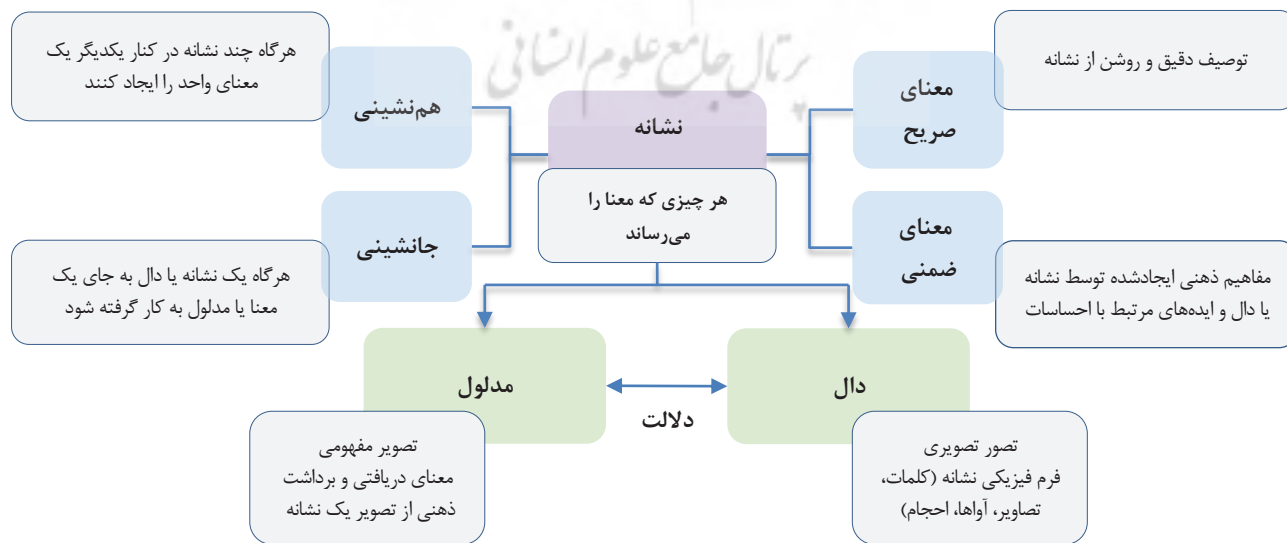 پرتال جامع علوم انسانی
توصیف دقیق و روشن از نشانه
معنای
صریح
نشانه
هم‌نشینی
هرگاه چند نشانه در کنار یکدیگر یک
معنای واحد را ایجاد کنند
هر چیزی که معنا را
می‌رساند
معنای
ضمنی
مفاهیم ذهنی ایجادشده توسط نشانه
یا دال و ایده‌های مرتبط با احساسات
جانشینی
هرگاه یک نشانه یا دال به جای یک
معنا یا مدلول به کار گرفته شود
دال
دلالت
مدلول
تصور تصویری
فرم فیزیکی نشانه (کلمات،
تصاویر، آواها، احجام)
تصویر مفهومی
معنای دریافتی و برداشت
ذهنی از تصویر یک نشانه